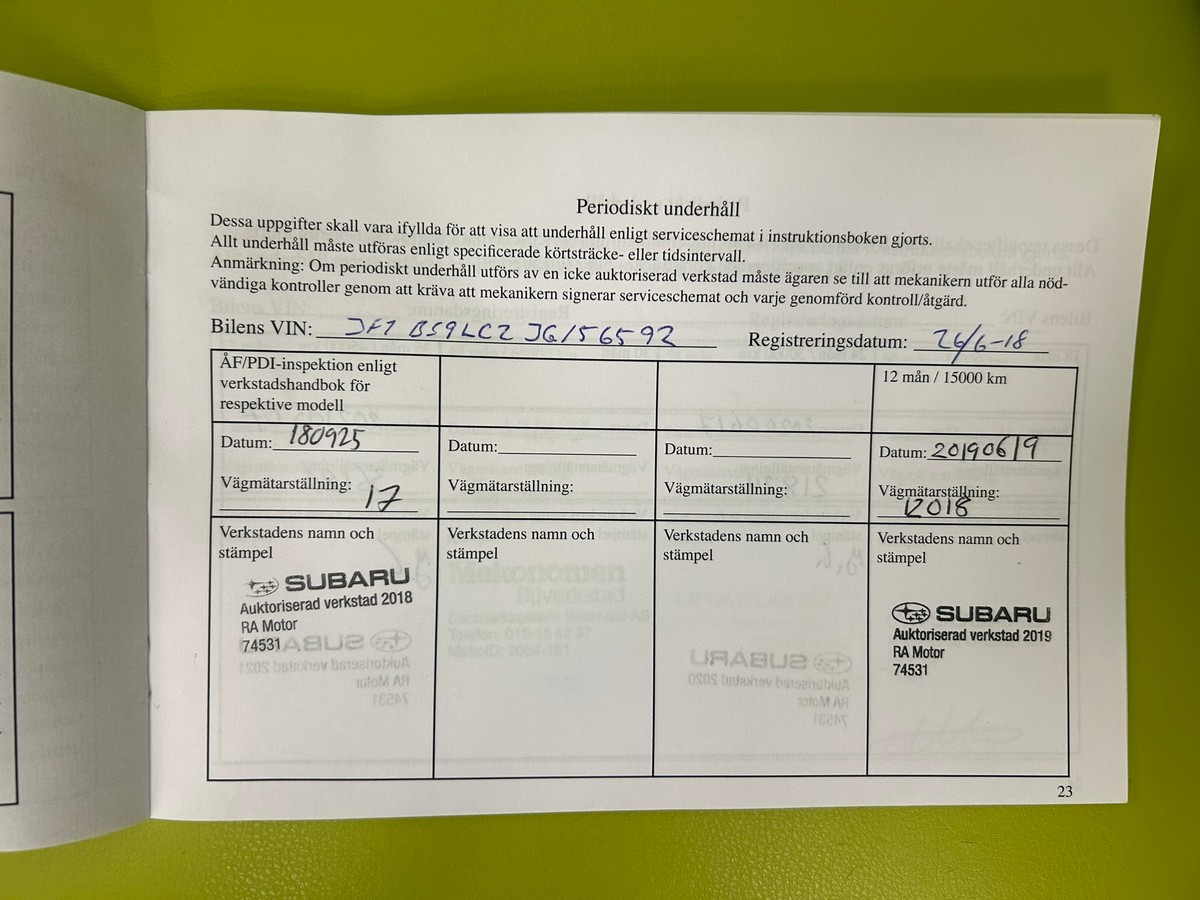 Periodiskt underhåll
Dessa uppgifter skall vara ifyllda för att visa att underhåll enligt serviceschemat i instruktionsboken gjorts.
Allt underhåll måste utföras enligt specificerade körtsträcke- eller tidsintervall.
Anmärkning: Om periodiskt underhåll utförs av en icke auktoriserad verkstad måste ägaren se till att mekanikern utför alla nöd-
vändiga kontroller genom att kräva att mekanikern signerar serviceschemat och varje genomförd kontroll/åtgärd.
Bilens VIN: JF2 BS9LC2 JG156592 Registreringsdatum: 26/6-18
ÅF/PDI-inspektion enligt
verkstadshandbok för
respektive modell
Datum: 180925
Vägmätarställning:
17
Verkstadens namn och
stämpel
SUBARU
Auktoriserad verkstad 2018
RA Motor
74531
Datum:
Vägmätarställning:
Verkstadens namn och
stämpel
Datum:
Vägmätarställning:
Verkstadens namn och
stämpel
12 mån / 15000 km
Datum: 20190619
Vägmätarställning:
12018
Verkstadens namn och
stämpel
SUBARU
Auktoriserad verkstad 2019
RA Motor
74531
23